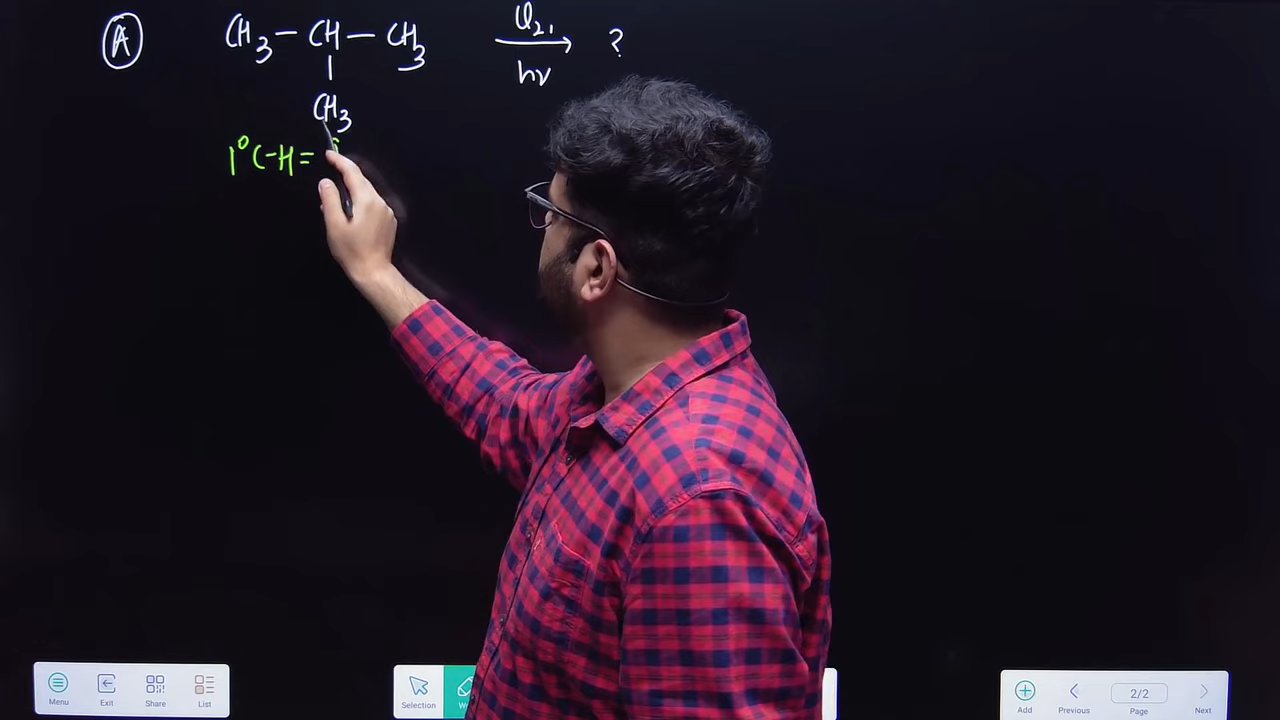 Ⓐ CH3 – CH – CH3 Cl2, → hν ?
|
CH3
1° C-H =
Menu Exit Share List Selection Add Previous 2/2 Page Next